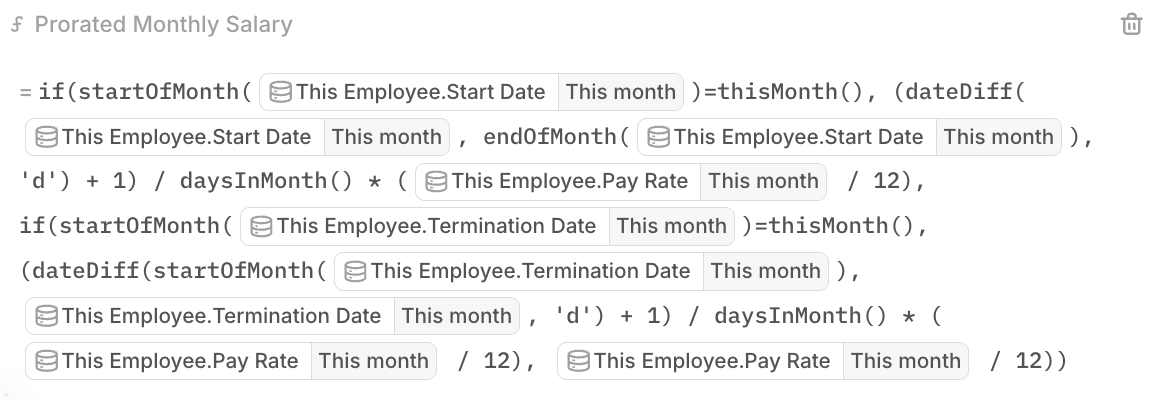 Prorated Monthly Salary
= if(startOfMonth( This Employee.Start Date This month )=thisMonth(), (dateDiff(
This Employee.Start Date This month , endOfMonth( This Employee.Start Date This month ),
'd') + 1) / daysInMonth() * ( This Employee.Pay Rate This month / 12),
if(startOfMonth( This Employee.Termination Date This month )=thisMonth(),
(dateDiff(startOfMonth( This Employee.Termination Date This month ),
This Employee.Termination Date This month , 'd') + 1) / daysInMonth() * (
This Employee.Pay Rate This month / 12), This Employee.Pay Rate This month / 12))